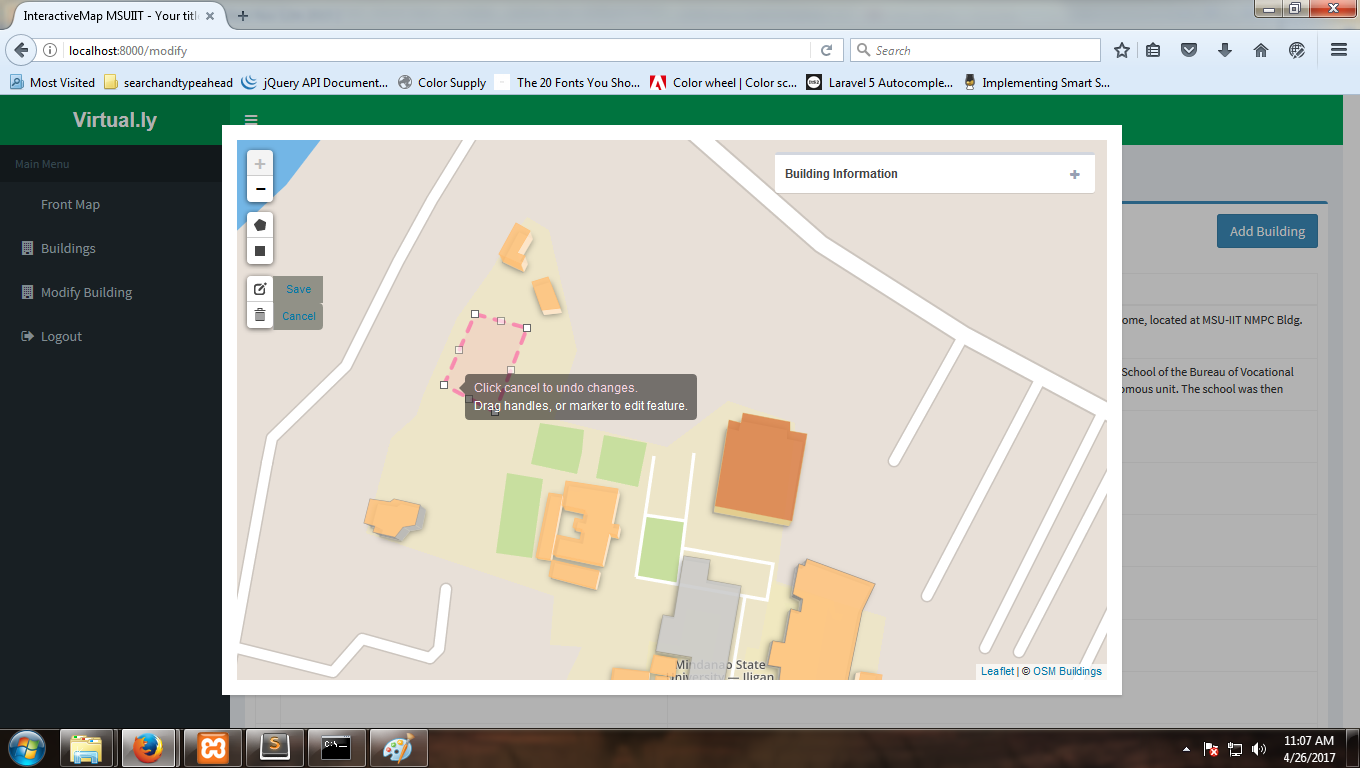 InteractiveMap MSUIIT - Your titl
localhost:8000/modify
Search
Most Visited
searchandtypeahead
jQuery API Document...
Color Supply
The 20 Fonts You Sho...
Color wheel | Color sc...
Laravel 5 Autocomple...
Implementing Smart S...
Virtual.ly
Main Menu
Front Map
Buildings
Modify Building
Logout
+
−
Save
Cancel
Building Information
+
Click cancel to undo changes.
Drag handles, or marker to edit feature.
Mindanao State
University — Iligan
Leaflet | © OSM Buildings
Add Building
ome, located at MSU-IIT NMPC Bldg.
School of the Bureau of Vocational
omous unit. The school was then
11:07 AM
4/26/2017